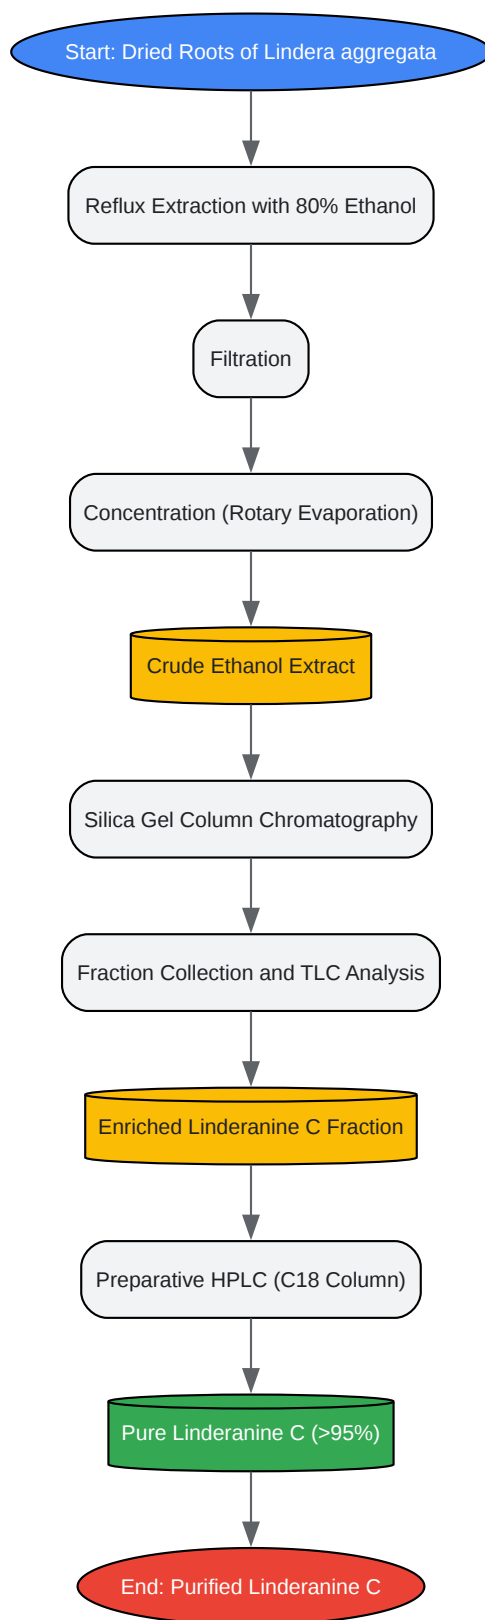 Start: Dried Roots of Lindera aggregata
Reflux Extraction with 80% Ethanol
Filtration
Concentration (Rotary Evaporation)
Crude Ethanol Extract
Silica Gel Column Chromatography
Fraction Collection and TLC Analysis
Enriched Linderanine C Fraction
Preparative HPLC (C18 Column)
Pure Linderanine C (>95%)
End: Purified Linderanine C